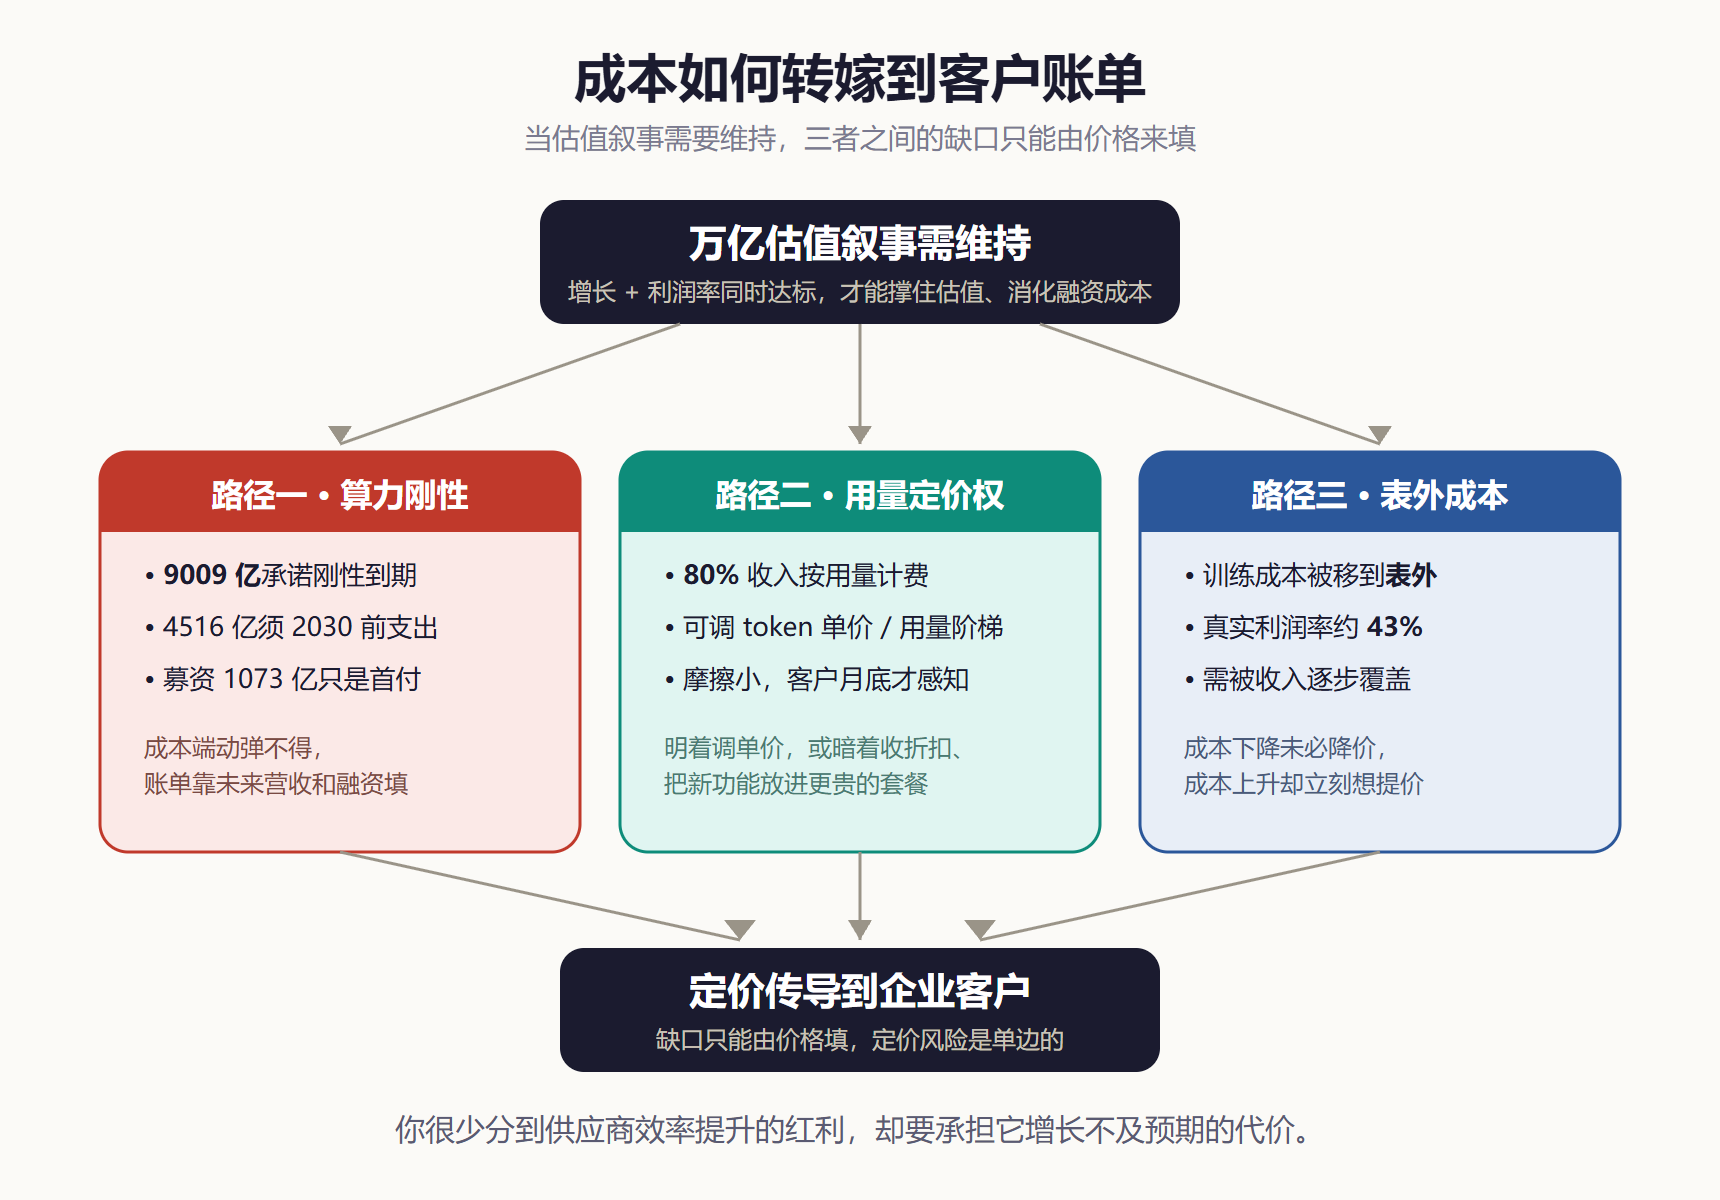 成本如何转嫁到客户账单
当估值叙事需要维持，三者之间的缺口只能由价格来填
万亿估值叙事需维持
增长 + 利润率同时达标，才能撑住估值、消化融资成本
路径一 • 算力刚性
• 9009 亿承诺刚性到期
• 4516 亿须 2030 前支出
• 募资 1073 亿只是首付
成本端动弹不得，
账单靠未来营收和融资填
路径二 • 用量定价权
• 80% 收入按用量计费
• 可调 token 单价 / 用量阶梯
• 摩擦小，客户月底才感知
明着调单价，或暗着收折扣、
把新功能放进更贵的套餐
路径三 • 表外成本
• 训练成本被移到表外
• 真实利润率约 43%
• 需被收入逐步覆盖
成本下降未必降价，
成本上升却立刻想提价
定价传导到企业客户
缺口只能由价格填，定价风险是单边的
你很少分到供应商效率提升的红利，却要承担它增长不及预期的代价。